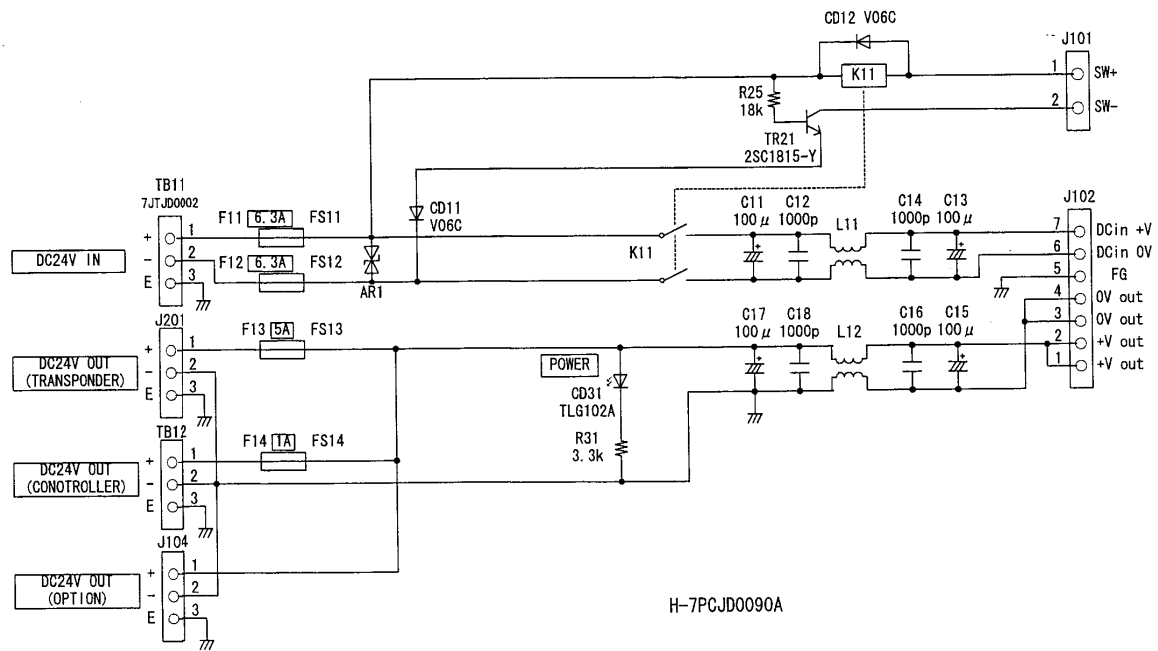 CD12 V06C
J101
K11
1
SW+
R25
18k
2
SW-
TR21
2SC1815-Y
TB11
7JTJD0002
CD11
V06C
C11
100μ
C12
1000p
L11
C14
1000p
C13
100μ
J102
F11 6.3A FS11
+
1
K11
7
DCin +V
DC24V IN
-
2
F12 6.3A FS12
6
DCin 0V
E
3
AR1
5
FG
4
0V out
J201
F13 5A FS13
C17
100μ
C18
1000p
L12
C16
1000p
C15
100μ
3
0V out
+
1
2
+V out
DC24V OUT
(TRANSPONDER)
-
2
POWER
1
+V out
E
3
CD31
TLG102A
TB12
F14 1A FS14
R31
3.3k
+
1
DC24V OUT
(CONOTROLLER)
-
2
E
3
J104
+
1
DC24V OUT
(OPTION)
-
2
E
3
H-7PCJD0090A